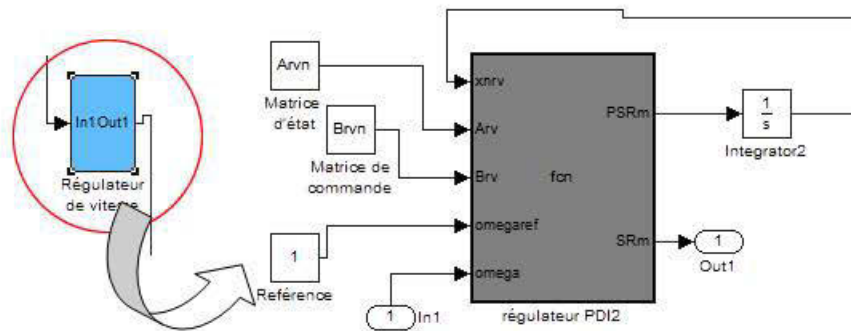 In1Out1
Régulateur
de vitesse
Arvn
Matrice
d'état
Brvn
Matrice de
commande
1
Reférence
1
In1
xnrv
Arv
Brv
omegaref
omega
fcn
PSRm
SRm
régulateur PDI2
1
s
Integrator2
1
Out1